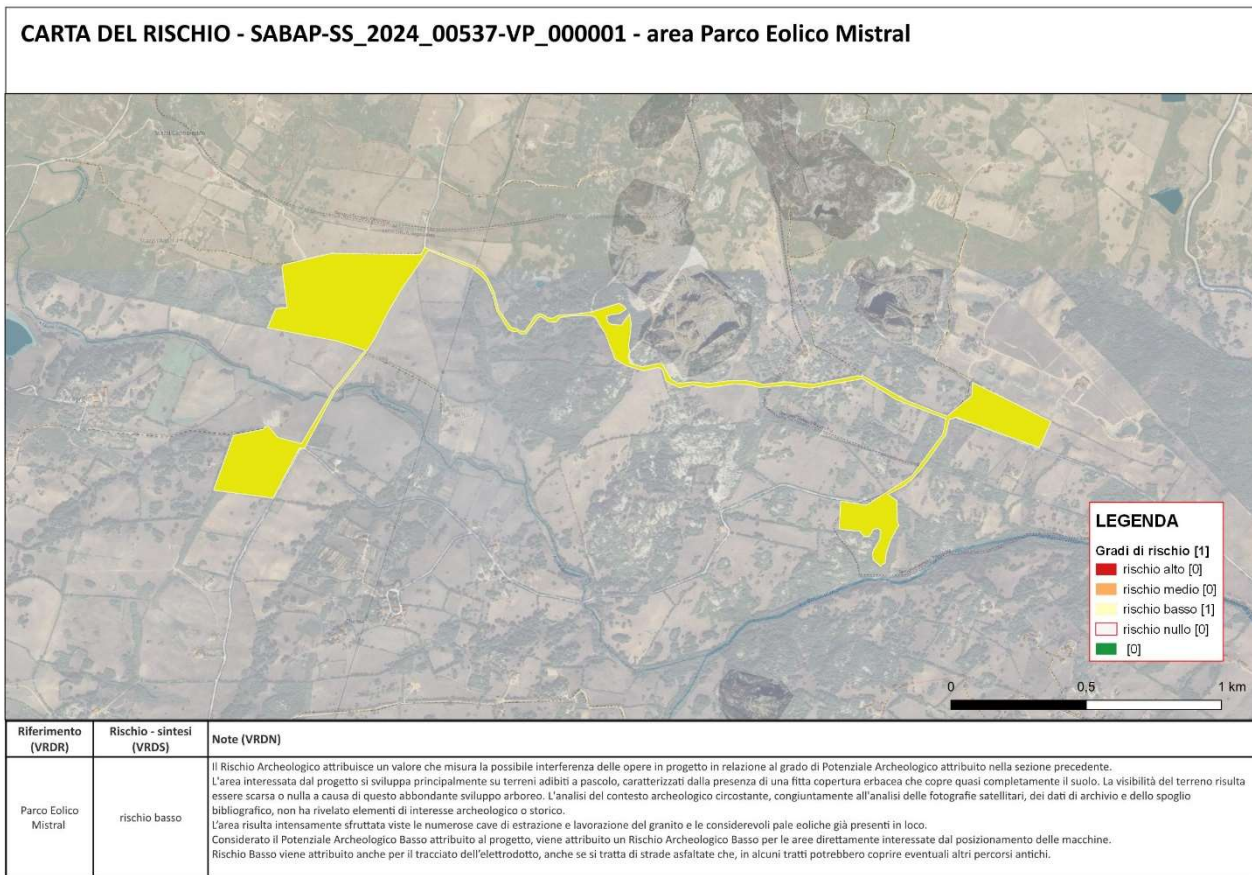 CARTA DEL RISCHIO - SABAP-SS_2024_00537-VP_000001 - area Parco Eolico Mistral
LEGENDA
Gradi di rischio [1]
rischio alto [0]
rischio medio [0]
rischio basso [1]
rischio nullo [0]
[0]
0
0,5
1 km
Riferimento
(VRDR)
Rischio - sintesi
(VRDS)
Note (VRDN)
Parco Eolico
Mistral
rischio basso
Il Rischio Archeologico attribuisce un valore che misura la possibile interferenza delle opere in progetto in relazione al grado di Potenziale Archeologico attribuito nella sezione precedente.
L'area interessata dal progetto si sviluppa principalmente su terreni adibiti a pascolo, caratterizzati dalla presenza di una fitta copertura erbacea che copre quasi completamente il suolo. La visibilità del terreno risulta
essere scarsa o nulla a causa di questo abbondante sviluppo arboreo. L'analisi del contesto archeologico circostante, congiuntamente all'analisi delle fotografie satellitari, dei dati di archivio e dello spoglio
bibliografico, non ha rivelato elementi di interesse archeologico o storico.
L'area risulta intensamente sfruttata viste le numerose cave di estrazione e lavorazione del granito e le considerevoli pale eoliche già presenti in loco.
Considerato il Potenziale Archeologico Basso attribuito al progetto, viene attribuito un Rischio Archeologico Basso per le aree direttamente interessate dal posizionamento delle macchine.
Rischio Basso viene attribuito anche per il tracciato dell'elettrodotto, anche se si tratta di strade asfaltate che, in alcuni tratti potrebbero coprire eventuali altri percorsi antichi.